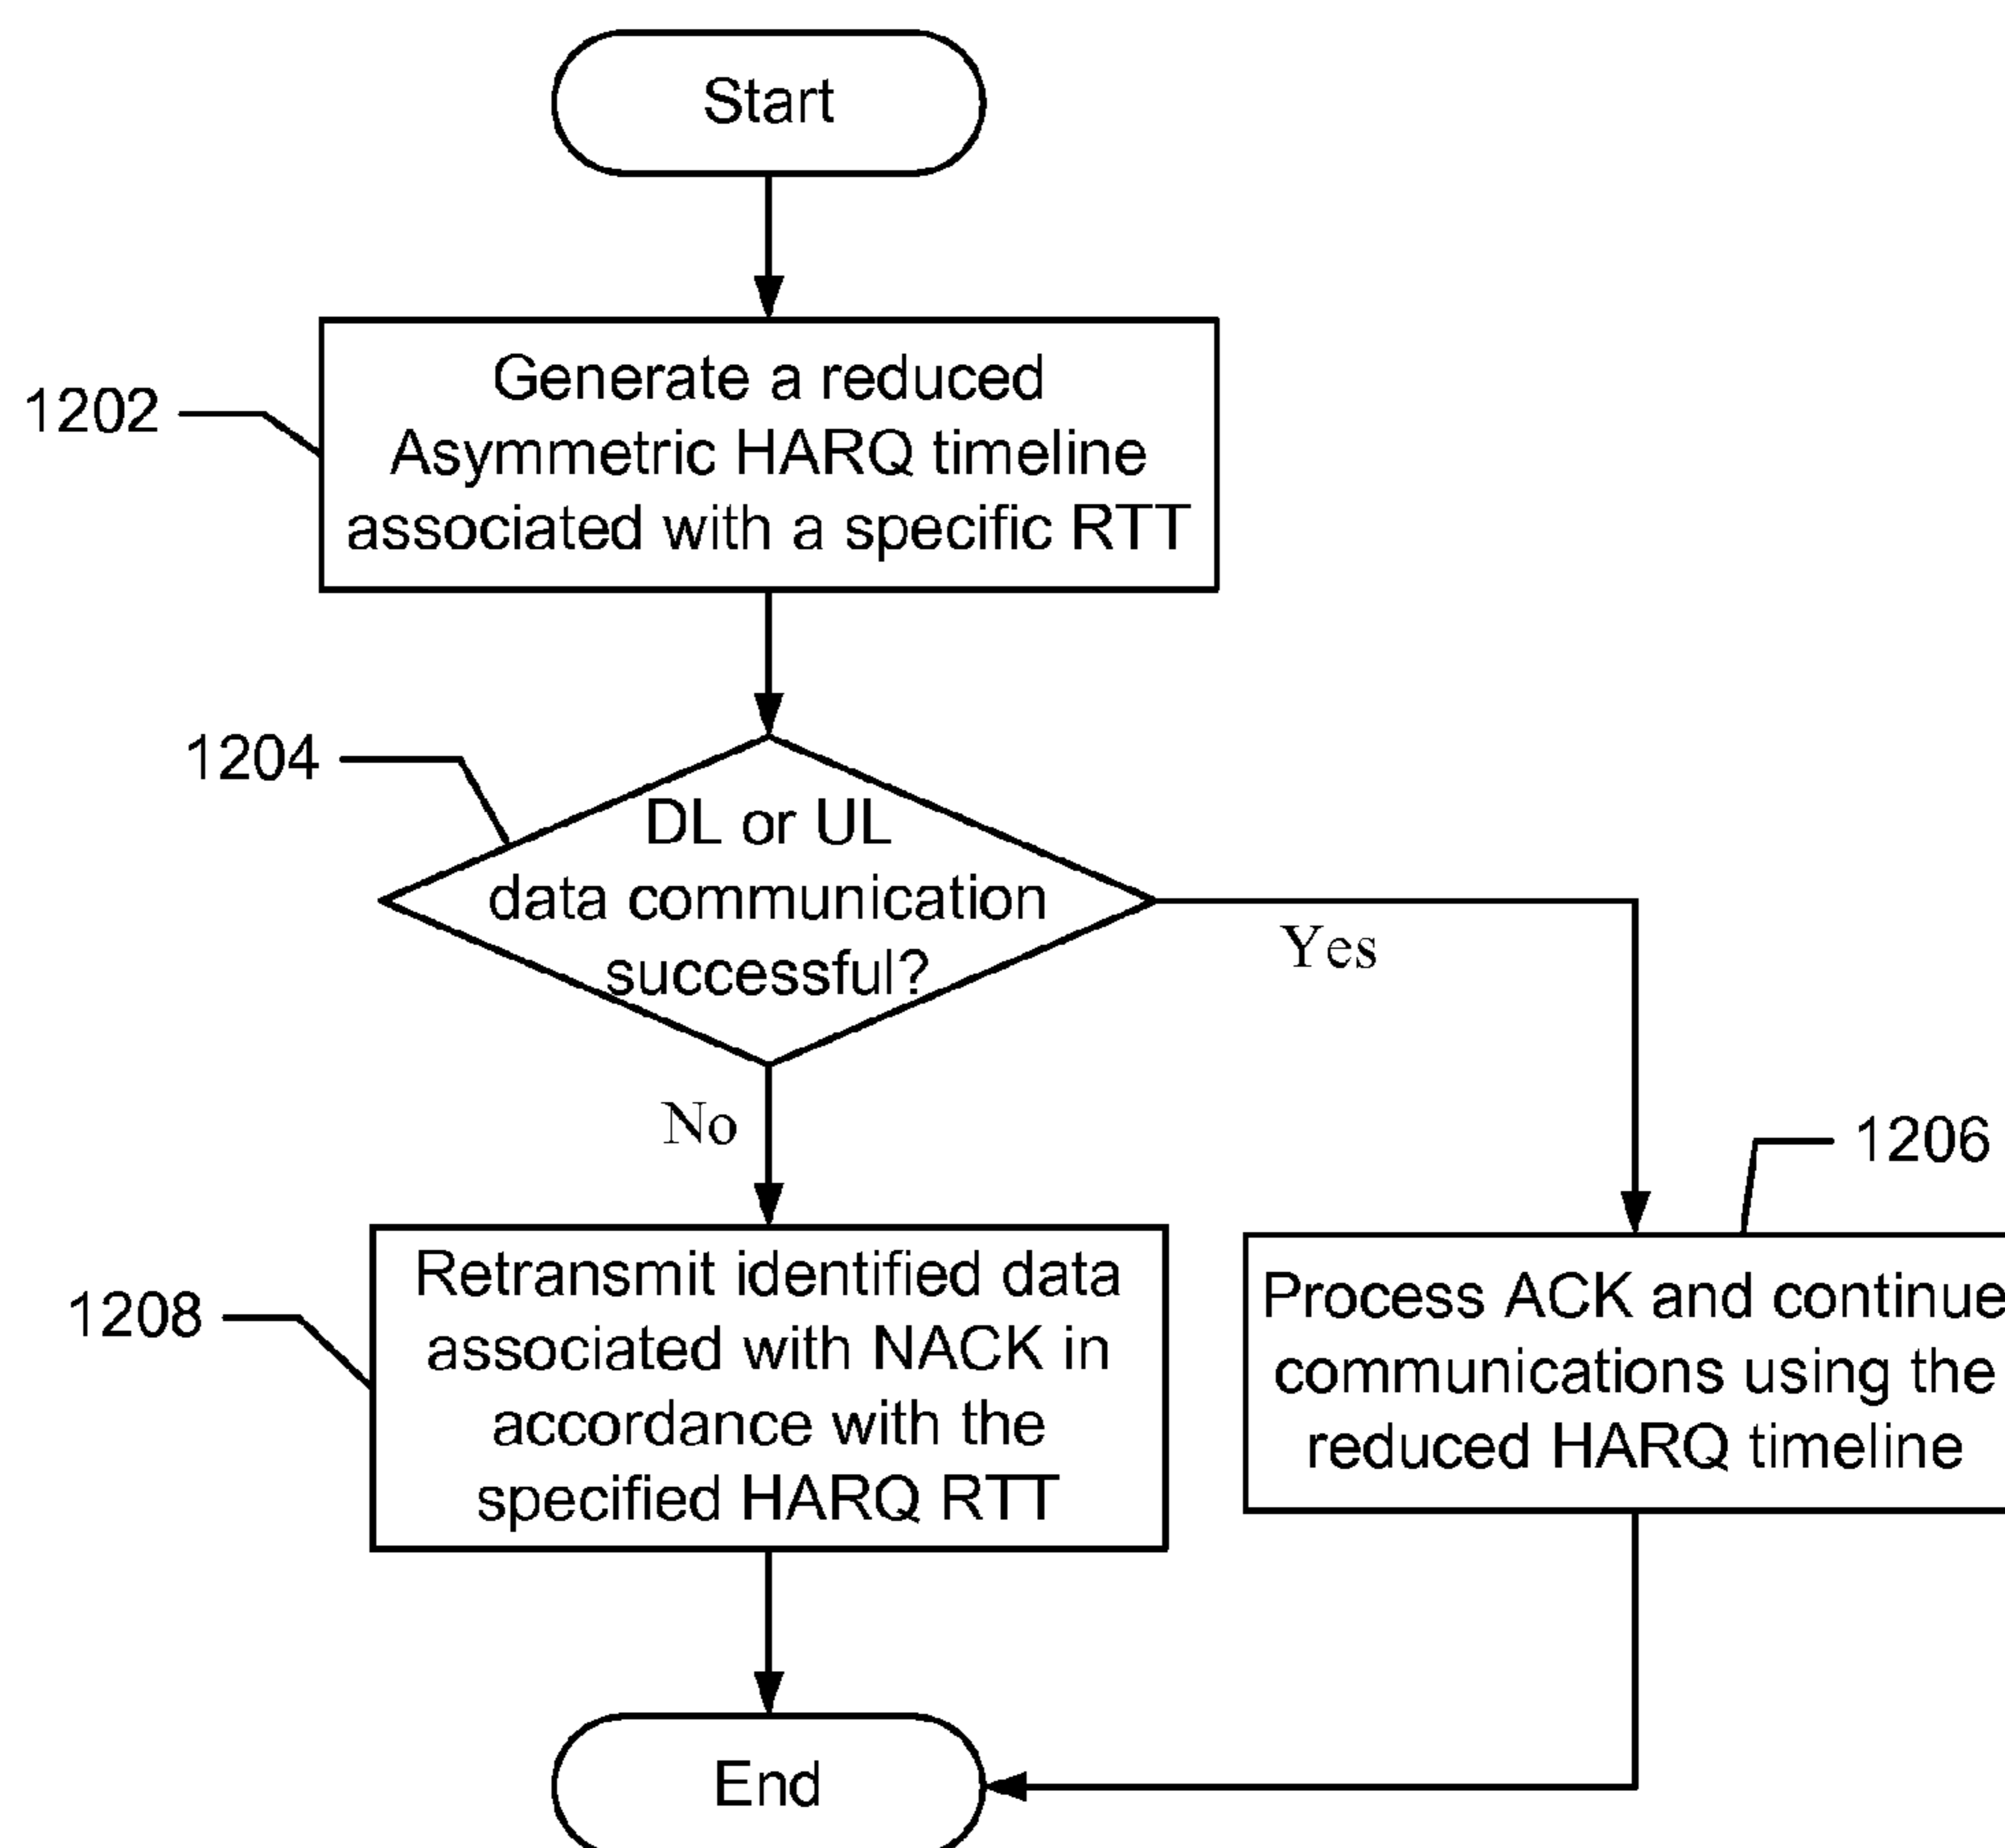 Start
1202
Generate a reduced
Asymmetric HARQ timeline
associated with a specific RTT
1204
DL or UL
data communication
successful?
Yes
No
1206
1208
Retransmit identified data
associated with NACK in
accordance with the
specified HARQ RTT
Process ACK and continue
communications using the
reduced HARQ timeline
End